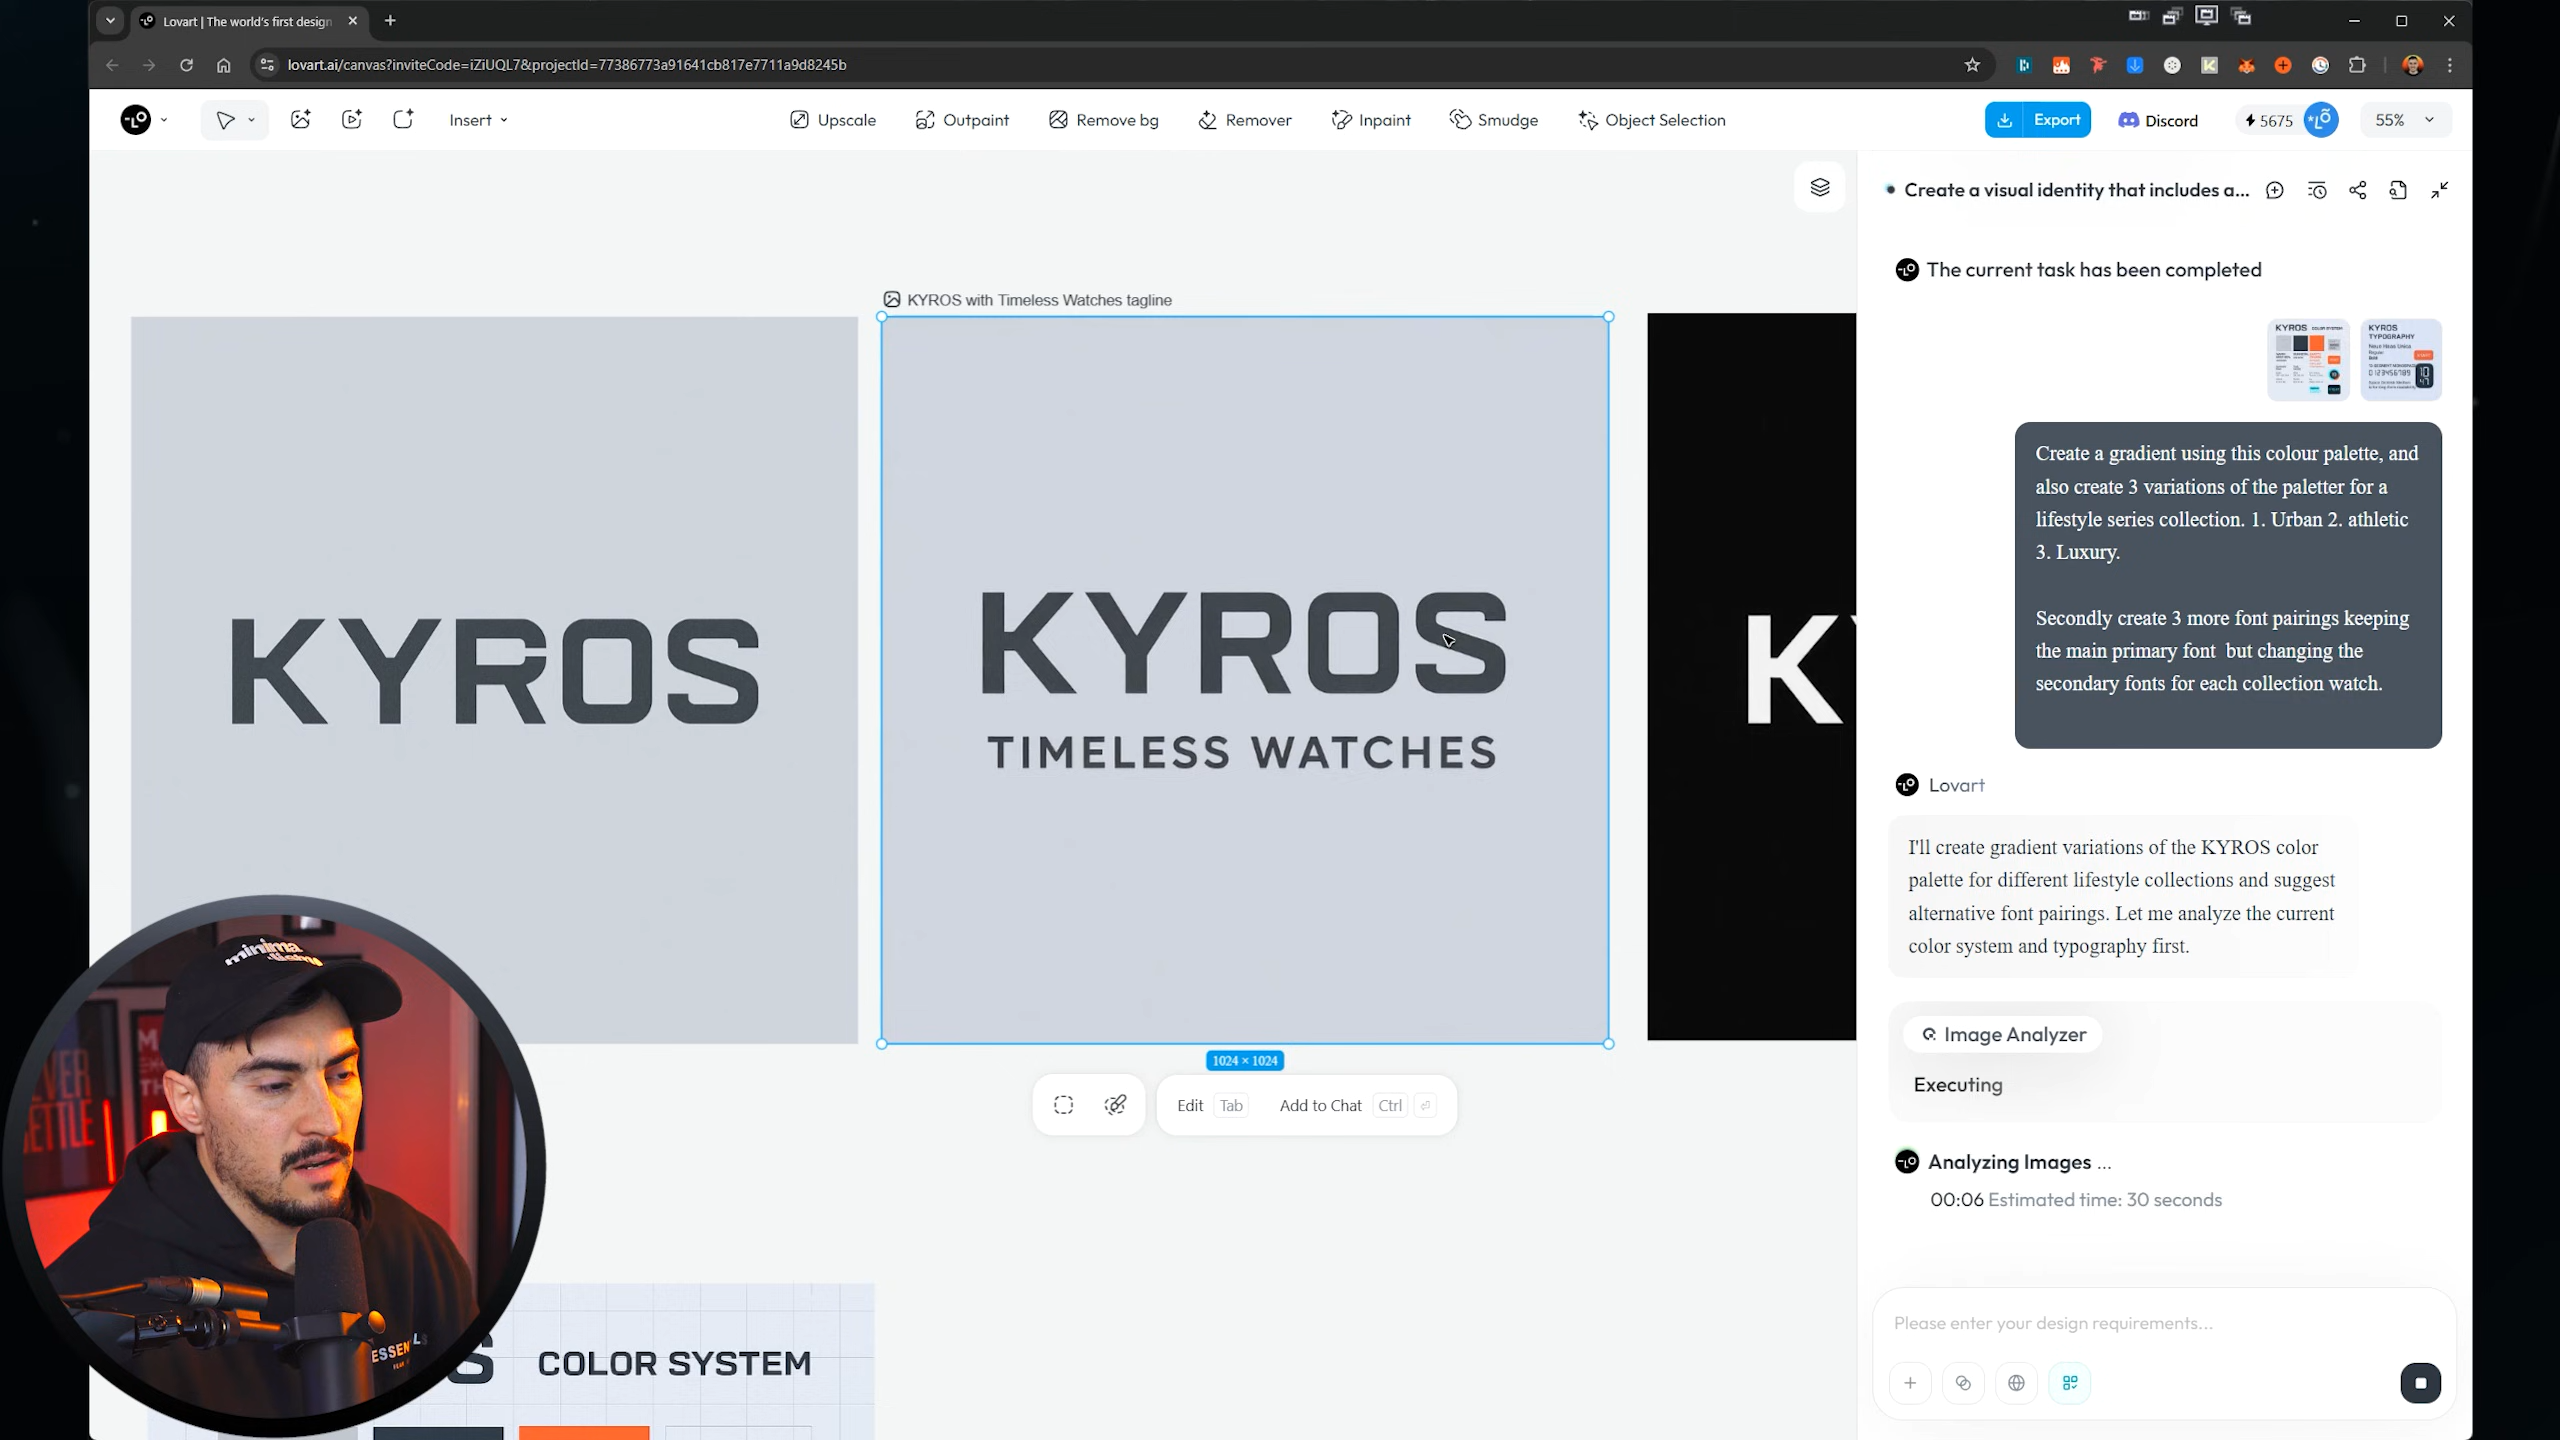 Lovart | The world's first design
lovart.ai/canvas?inviteCode=iZiUQL7&projectId=77386773a91641cb817e7711a9d8245b
Insert
Upscale
Outpaint
Remove bg
Remover
Inpaint
Smudge
Object Selection
Export
Discord
5675
55%
Create a visual identity that includes a...
The current task has been completed
KYROS COLOR SYSTEM
KYROS
TYPOGRAPHY
Create a gradient using this colour palette, and
also create 3 variations of the paletter for a
lifestyle series collection. 1. Urban 2. athletic
3. Luxury.
Secondly create 3 more font pairings keeping
the main primary font but changing the
secondary fonts for each collection watch.
Lovart
I'll create gradient variations of the KYROS color
palette for different lifestyle collections and suggest
alternative font pairings. Let me analyze the current
color system and typography first.
Image Analyzer
Executing
Analyzing Images ...
00:06 Estimated time: 30 seconds
Please enter your design requirements...
KYROS with Timeless Watches tagline
KYROS
KYROS
TIMELESS WATCHES
K
1024 × 1024
Edit Tab
Add to Chat Ctrl
S COLOR SYSTEM